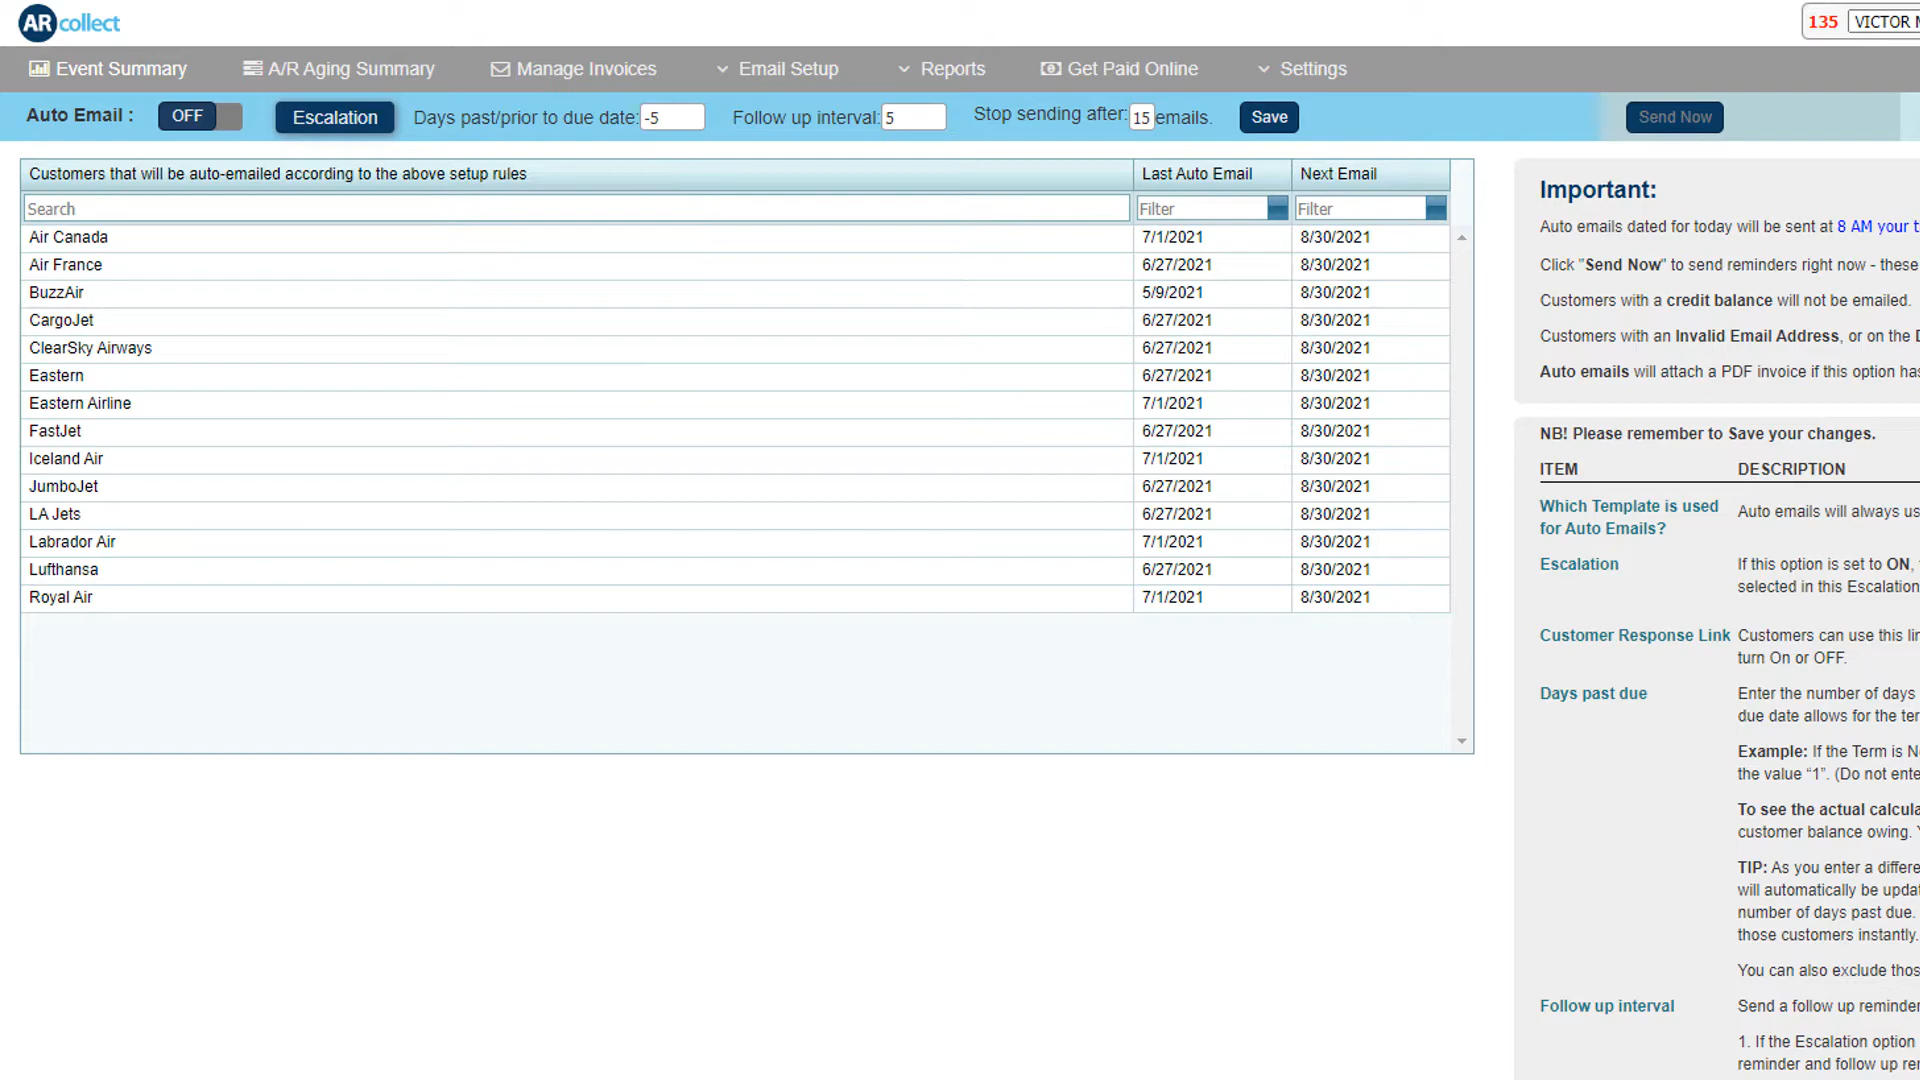 AR collect
135 VICTOR
Event Summary A/R Aging Summary Manage Invoices Email Setup Reports Get Paid Online Settings
Auto Email : OFF Escalation Days past/prior to due date: -5 Follow up interval: 5 Stop sending after: 15 emails. Save Send Now
Customers that will be auto-emailed according to the above setup rules Last Auto Email Next Email
Search Filter Filter
Air Canada 7/1/2021 8/30/2021
Air France 6/27/2021 8/30/2021
BuzzAir 5/9/2021 8/30/2021
CargoJet 6/27/2021 8/30/2021
ClearSky Airways 6/27/2021 8/30/2021
Eastern 6/27/2021 8/30/2021
Eastern Airline 7/1/2021 8/30/2021
FastJet 6/27/2021 8/30/2021
Iceland Air 7/1/2021 8/30/2021
JumboJet 6/27/2021 8/30/2021
LA Jets 6/27/2021 8/30/2021
Labrador Air 7/1/2021 8/30/2021
Lufthansa 6/27/2021 8/30/2021
Royal Air 7/1/2021 8/30/2021
Important:
Auto emails dated for today will be sent at 8 AM your
Click "Send Now" to send reminders right now - these
Customers with a credit balance will not be emailed.
Customers with an Invalid Email Address, or on the
Auto emails will attach a PDF invoice if this option
NB! Please remember to Save your changes.
ITEM DESCRIPTION
Which Template is used
for Auto Emails?
Auto emails will always
Escalation
If this option is set to ON,
selected in this Escalation
Customer Response Link
Customers can use this
turn On or OFF.
Days past due
Enter the number of days
due date allows for the
Example: If the Term is
the value “1”. (Do not
To see the actual
customer balance owing.
TIP: As you enter a
will automatically be
number of days past due.
those customers instantly.
You can also exclude
Follow up interval
Send a follow up
1. If the Escalation option
reminder and follow up